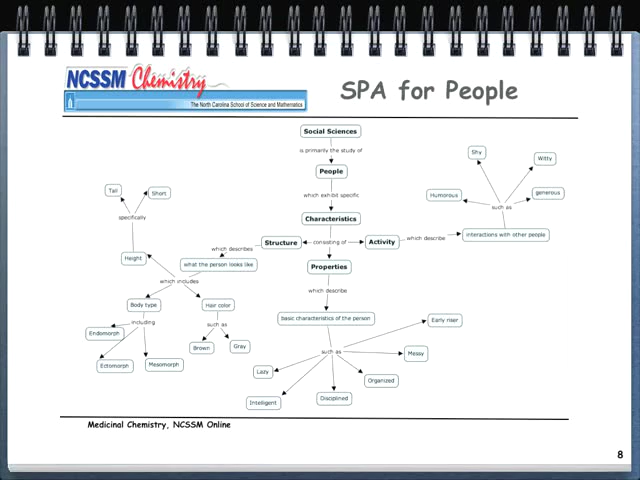 NCSSM Chemistry
The North Carolina School of Science and Mathematics
SPA for People
Social Sciences
is primarily the study of
People
which exhibit specific
Characteristics
consisting of
Structure
Activity
Properties
which describes
what the person looks like
which includes
Height
specifically
Tall
Short
Body type
including
Endomorph
Ectomorph
Mesomorph
Hair color
such as
Brown
Gray
which describe
interactions with other people
such as
Shy
Witty
Humorous
generous
which describe
basic characteristics of the person
such as
Early riser
Messy
Organized
Disciplined
Intelligent
Lazy
Medicinal Chemistry, NCSSM Online
8